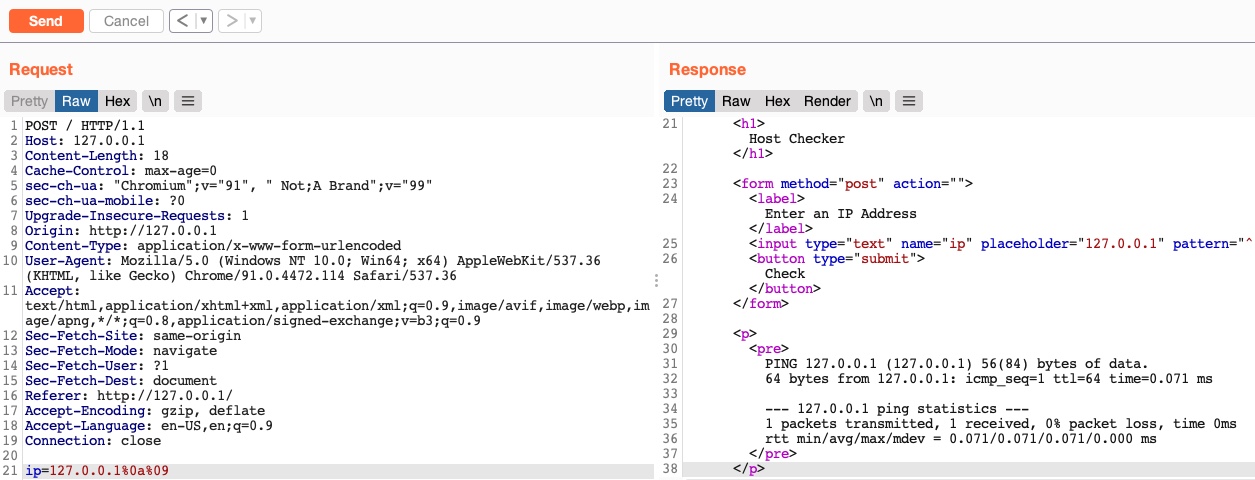 Send Cancel < ▼ > ▼
Request
Pretty Raw Hex \n ≡
1 POST / HTTP/1.1
2 Host: 127.0.0.1
3 Content-Length: 18
4 Cache-Control: max-age=0
5 sec-ch-ua: "Chromium";v="91", " Not;A Brand";v="99"
6 sec-ch-ua-mobile: ?0
7 Upgrade-Insecure-Requests: 1
8 Origin: http://127.0.0.1
9 Content-Type: application/x-www-form-urlencoded
10 User-Agent: Mozilla/5.0 (Windows NT 10.0; Win64; x64) AppleWebKit/537.36
(KHTML, like Gecko) Chrome/91.0.4472.114 Safari/537.36
11 Accept:
text/html,application/xhtml+xml,application/xml;q=0.9,image/avif,image/webp,im
age/apng,*/*;q=0.8,application/signed-exchange;v=b3;q=0.9
12 Sec-Fetch-Site: same-origin
13 Sec-Fetch-Mode: navigate
14 Sec-Fetch-User: ?1
15 Sec-Fetch-Dest: document
16 Referer: http://127.0.0.1/
17 Accept-Encoding: gzip, deflate
18 Accept-Language: en-US,en;q=0.9
19 Connection: close
20
21 ip=127.0.0.1%0a%09
Response
Pretty Raw Hex Render \n ≡
21 <h1>
Host Checker
</h1>
22
23 <form method="post" action="">
24 <label>
Enter an IP Address
</label>
25 <input type="text" name="ip" placeholder="127.0.0.1" pattern="^
26 <button type="submit">
Check
</button>
27 </form>
28
29 <p>
30 <pre>
31 PING 127.0.0.1 (127.0.0.1) 56(84) bytes of data.
32 64 bytes from 127.0.0.1: icmp_seq=1 ttl=64 time=0.071 ms
33
34 --- 127.0.0.1 ping statistics ---
35 1 packets transmitted, 1 received, 0% packet loss, time 0ms
36 rtt min/avg/max/mdev = 0.071/0.071/0.071/0.000 ms
37 </pre>
38 </p>